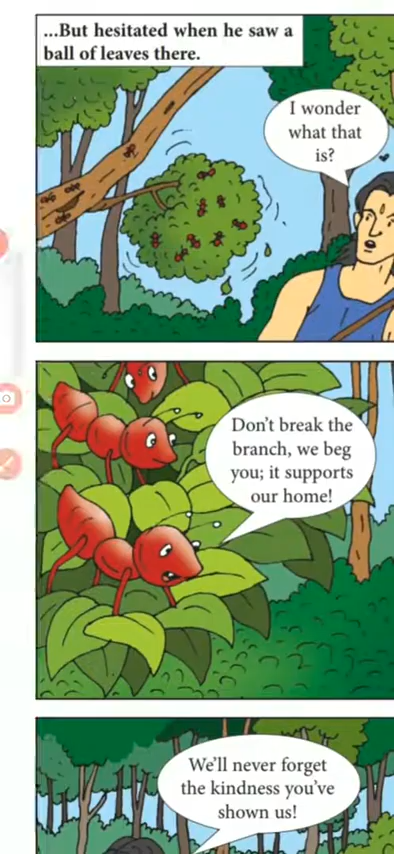 ...But hesitated when he saw a
ball of leaves there.
I wonder
what that
is?
Don't break the
branch, we beg
you; it supports
our home!
We'll never forget
the kindness you've
shown us!